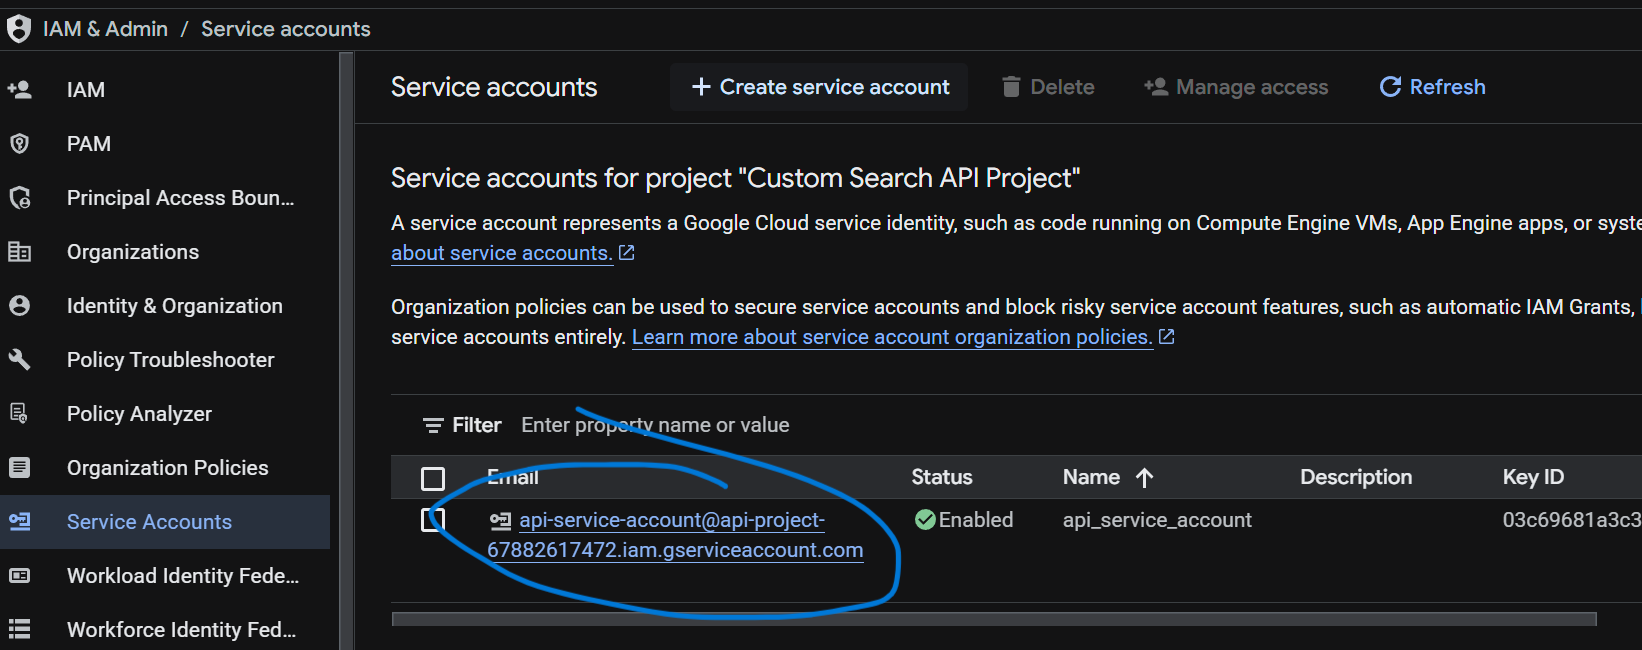 IAM & Admin / Service accounts
IAM
PAM
Principal Access Boun...
Organizations
Identity & Organization
Policy Troubleshooter
Policy Analyzer
Organization Policies
Service Accounts
Workload Identity Fede...
Workforce Identity Fed...
Service accounts
+ Create service account
Delete
Manage access
Refresh
Service accounts for project "Custom Search API Project"
A service account represents a Google Cloud service identity, such as code running on Compute Engine VMs, App Engine apps, or syste
about service accounts.
Organization policies can be used to secure service accounts and block risky service account features, such as automatic IAM Grants,
service accounts entirely. Learn more about service account organization policies.
Filter Enter property name or value
Email Status Name Description Key ID
api-service-account@api-project-
67882617472.iam.gserviceaccount.com
Enabled
api_service_account
03c69681a3c3